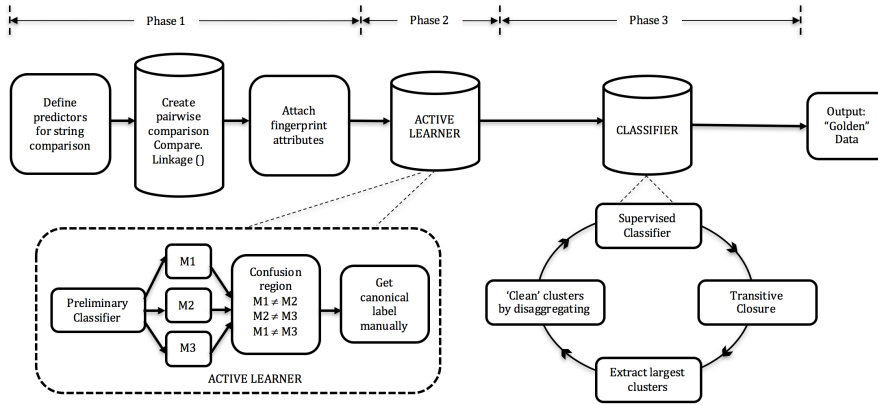 Phase 1
Phase 2
Phase 3
Define
predictors
for string
comparison
Create
pairwise
comparison
Compare.
Linkage ()
Attach
fingerprint
attributes
ACTIVE
LEARNER
CLASSIFIER
Output:
“Golden”
Data
Preliminary
Classifier
M1
M2
M3
Confusion
region
M1 ≠ M2
M2 ≠ M3
M1 ≠ M3
Get
canonical
label
manually
ACTIVE LEARNER
Supervised
Classifier
Transitive
Closure
Extract largest
clusters
‘Clean’ clusters
by disaggregating